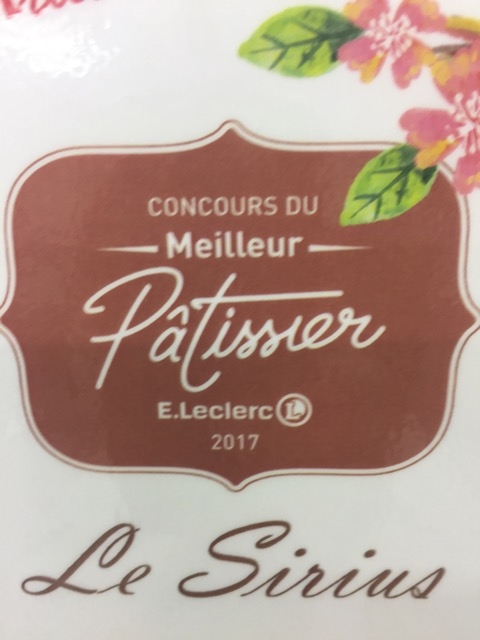 CONCOURS DU
Meilleur
Pâtissier
E.Leclerc L
2017
Le Sirius